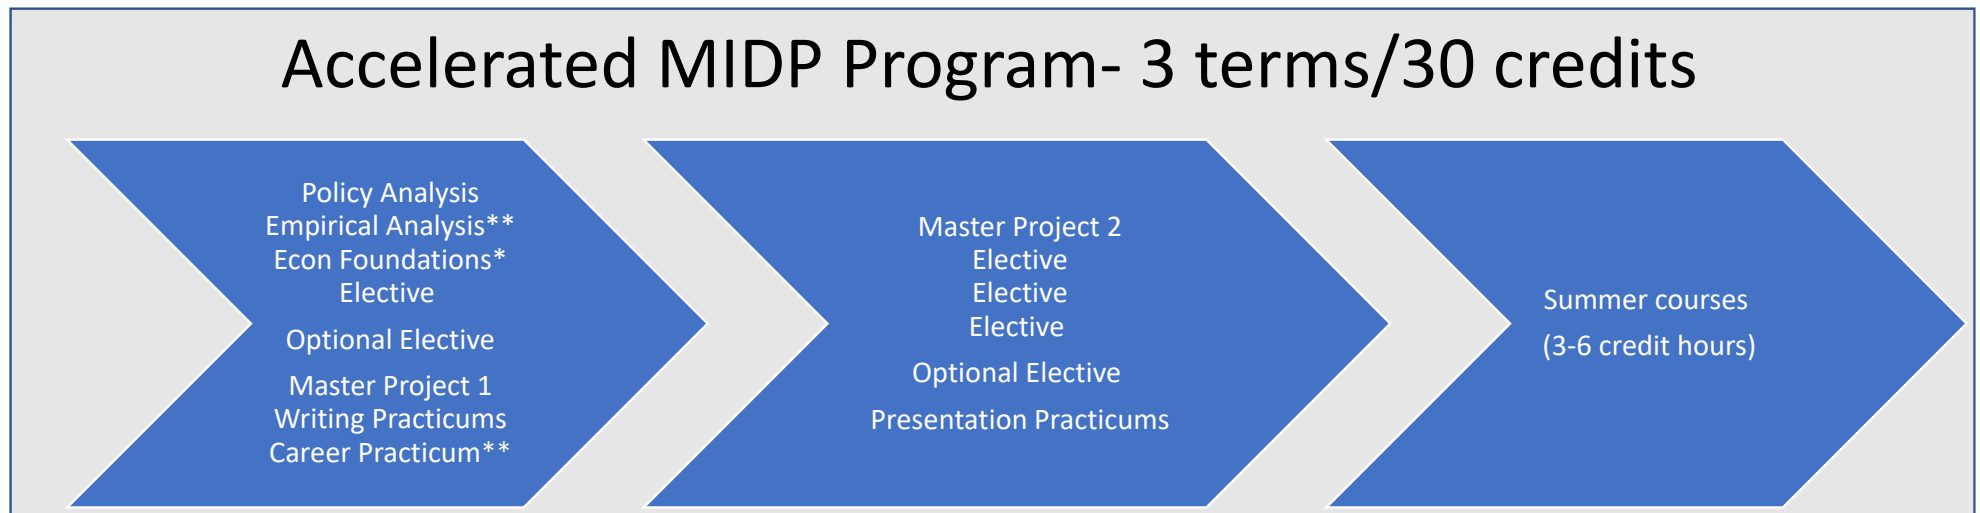 Accelerated MIDP Program- 3 terms/30 credits
Policy Analysis
Empirical Analysis**
Econ Foundations*
Elective
Optional Elective
Master Project 1
Writing Practicums
Career Practicum**
Master Project 2
Elective
Elective
Elective
Optional Elective
Presentation Practicums
Summer courses
(3-6 credit hours)